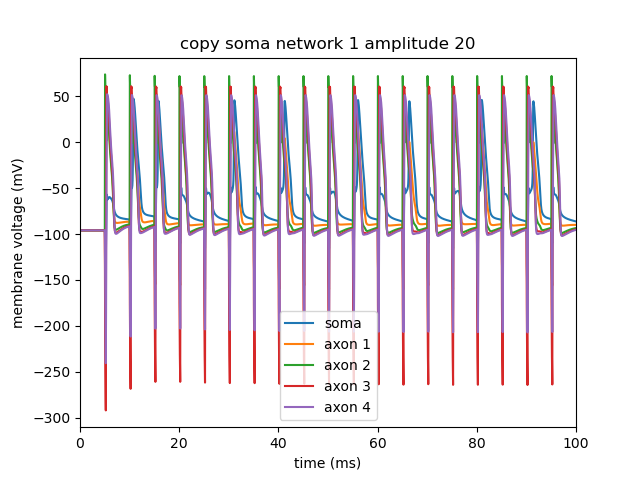 copy soma network 1 amplitude 20
membrane voltage (mV)
50
0
−50
−100
−150
−200
−250
−300
soma
axon 1
axon 2
axon 3
axon 4
0
20
40
60
80
100
time (ms)